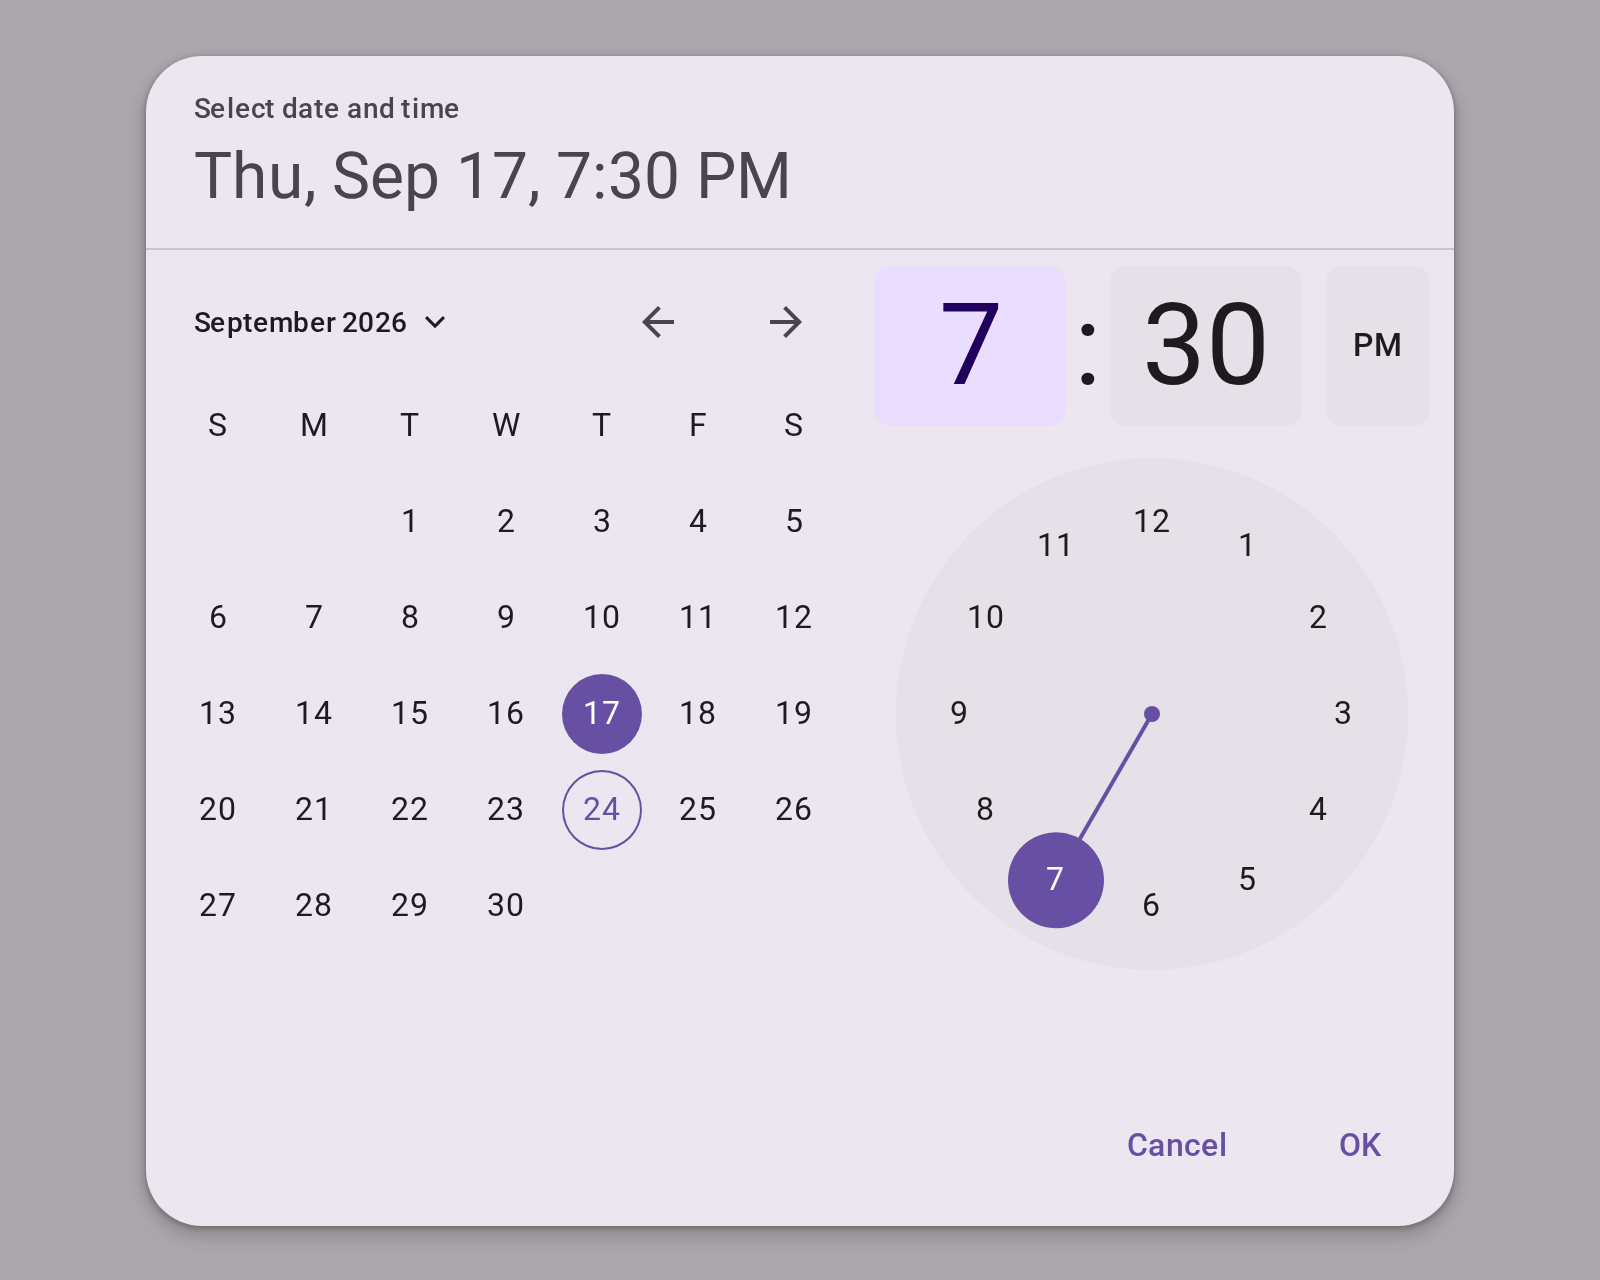 Select date and time
Thu, Sep 17, 7:30 PM
September 2026
S M T W T F S
1 2 3 4 5
6 7 8 9 10 11 12
13 14 15 16 17 18 19
20 21 22 23 24 25 26
27 28 29 30
7 : 30 PM
12
11 1
10 2
9 3
8 4
7 5
6
Cancel OK